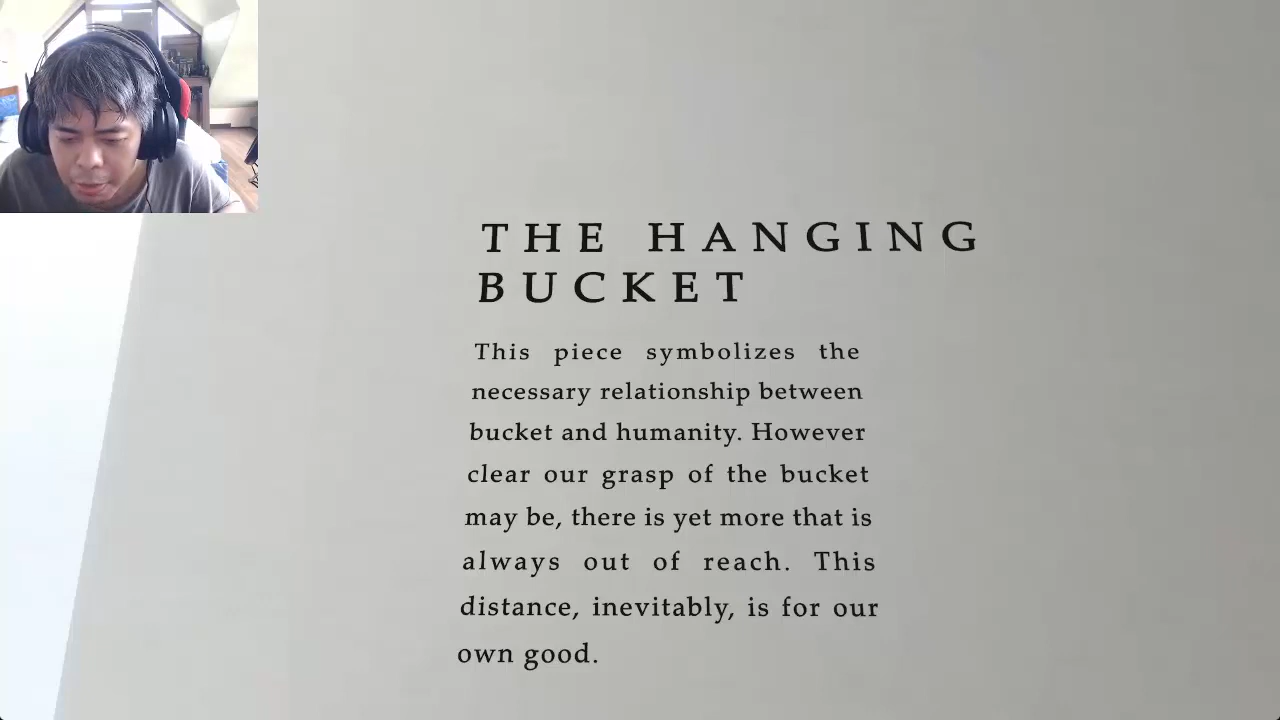 THE HANGING
BUCKET
This piece symbolizes the
necessary relationship between
bucket and humanity. However
clear our grasp of the bucket
may be, there is yet more that is
always out of reach. This
distance, inevitably, is for our
own good.